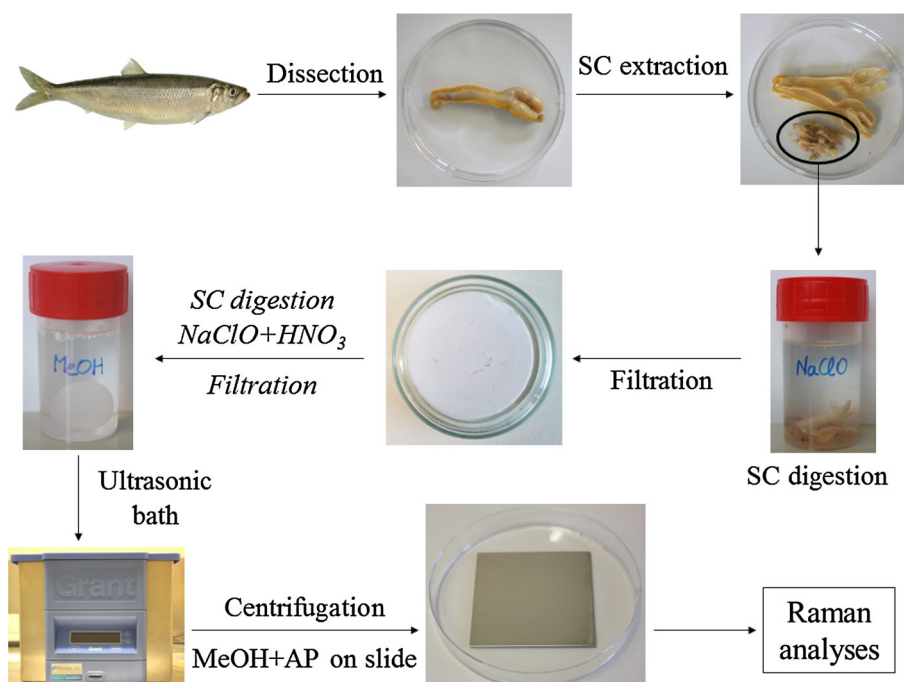 Dissection
SC extraction
SC digestion
NaClO+HNO₃
Filtration
MeOH
Filtration
NaClO
SC digestion
Ultrasonic
bath
Grant
Grant
Centrifugation
MeOH+AP on slide
Raman
analyses